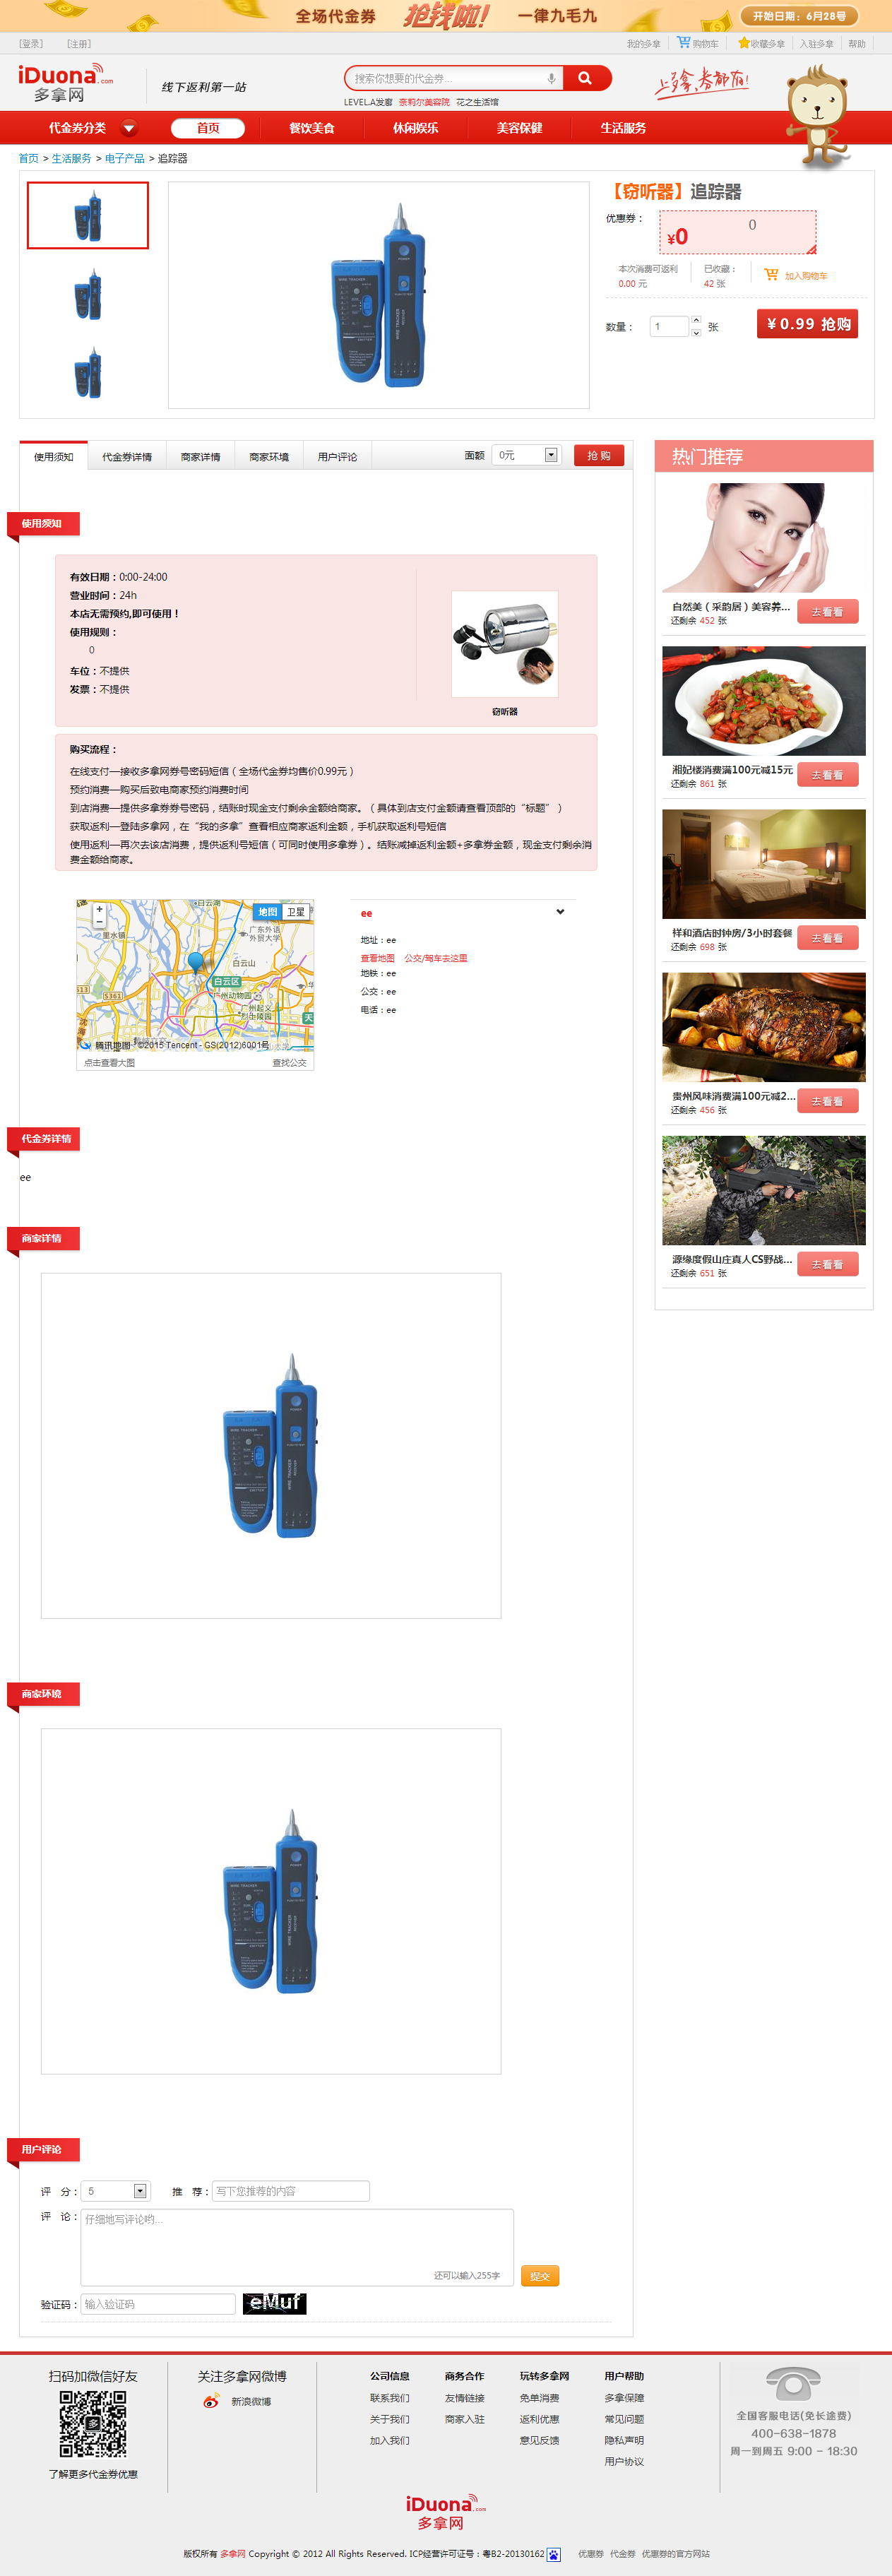 全场代金券 抢钱啦! 一律九毛九 开始日期：6月28号
[登录] [注册] 我的多拿 购物车 收藏多拿 入驻多拿 帮助
iDuona.com
多拿网
线下返利第一站
搜索你想要的代金券...
上多拿,券都有!
LEVEL.A发廊 奈莉尔美容院 花之生活馆
代金券分类 首页 餐饮美食 休闲娱乐 美容保健 生活服务
首页 > 生活服务 > 电子产品 > 追踪器
【窃听器】追踪器
优惠券： ¥0 0
本次消费可返利 已收藏： 加入购物车
0.00 元 42 张
数量： 1 张 ¥0.99 抢购
使用须知 代金券详情 商家详情 商家环境 用户评论 面额 0元 抢 购
热门推荐
使用须知
有效日期：0:00-24:00
营业时间：24h
本店无需预约,即可使用！
使用规则：
0
车位：不提供
发票：不提供
窃听器
购买流程：
在线支付—接收多拿网券号密码短信（全场代金券均售价0.99元）
预约消费—购买后致电商家预约消费时间
到店消费—提供多拿券券号密码，结账时现金支付剩余金额给商家。（具体到店支付金额请查看顶部的“标题”）
获取返利—登陆多拿网，在“我的多拿”查看相应商家返利金额，手机获取返利号短信
使用返利—再次去该店消费，提供返利号短信（可同时使用多拿券）。结账减掉返利金额+多拿券金额，现金支付剩余消
费金额给商家。
自然美（采韵居）美容养... 去看看
还剩余 452 张
湘妃楼消费满100元减15元 去看看
还剩余 861 张
祥和酒店时钟房/3小时套餐 去看看
还剩余 698 张
贵州风味消费满100元减2... 去看看
还剩余 456 张
源缘度假山庄真人CS野战... 去看看
还剩余 651 张
地图 卫星
白云湖
广东外语
外贸大学
里水镇
白云山
白云区
广州动物园
S361
腾讯地图 - ©2015 Tencent - GS(2012)6001号
点击查看大图 查找公交
ee
地址：ee
查看地图 公交/驾车去这里
地铁：ee
公交：ee
电话：ee
代金券详情
ee
商家详情
商家环境
用户评论
评 分： 5 推 荐： 写下您推荐的内容
评 论： 仔细地写评论哟...
还可以输入255字 提交
验证码： 输入验证码 eMuf
扫码加微信好友
了解更多代金券优惠
关注多拿网微博
新浪微博
公司信息 商务合作 玩转多拿网 用户帮助
联系我们 友情链接 免单消费 多拿保障
关于我们 商家入驻 返利优惠 常见问题
加入我们 意见反馈 隐私声明
用户协议
全国客服电话(免长途费)
400-638-1878
周一到周五 9:00 - 18:30
iDuona
多拿网
版权所有 多拿网 Copyright © 2012 All Rights Reserved. ICP经营许可证号：粤B2-20130162 优惠券 代金券 优惠券的官方网站